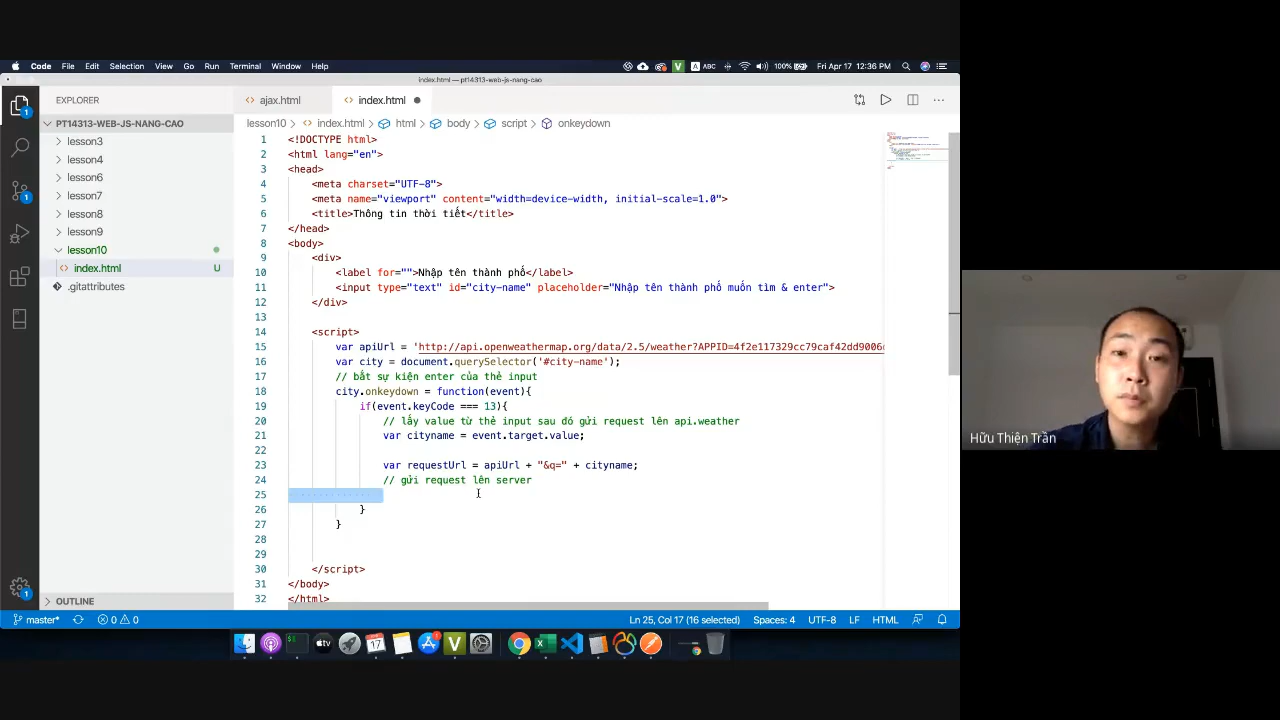 Code File Edit Selection View Go Run Terminal Window Help
V A ABC 100% Fri Apr 17 12:36 PM
index.html — pt14313-web-js-nang-cao
EXPLORER
ajax.html index.html
PT14313-WEB-JS-NANG-CAO
lesson10 > index.html > html > body > script > onkeydown
lesson3
lesson4
lesson6
lesson7
lesson8
lesson9
lesson10
index.html U
.gitattributes
OUTLINE
1 <!DOCTYPE html>
2 <html lang="en">
3 <head>
4 <meta charset="UTF-8">
5 <meta name="viewport" content="width=device-width, initial-scale=1.0">
6 <title>Thông tin thời tiết</title>
7 </head>
8 <body>
9 <div>
10 <label for="">Nhập tên thành phố</label>
11 <input type="text" id="city-name" placeholder="Nhập tên thành phố muốn tìm & enter">
12 </div>
13
14 <script>
15 var apiUrl = 'http://api.openweathermap.org/data/2.5/weather?APPID=4f2e117329cc79caf42dd9006
16 var city = document.querySelector('#city-name');
17 // bắt sự kiện enter của thẻ input
18 city.onkeydown = function(event){
19 if(event.keyCode === 13){
20 // lấy value từ thẻ input sau đó gửi request lên api.weather
21 var cityname = event.target.value;
22
23 var requestUrl = apiUrl + "&q=" + cityname;
24 // gửi request lên server
25
26 }
27 }
28
29
30 </script>
31 </body>
32 </html>
Hữu Thiện Trần
master* 0 0 Ln 25, Col 17 (16 selected) Spaces: 4 UTF-8 LF HTML